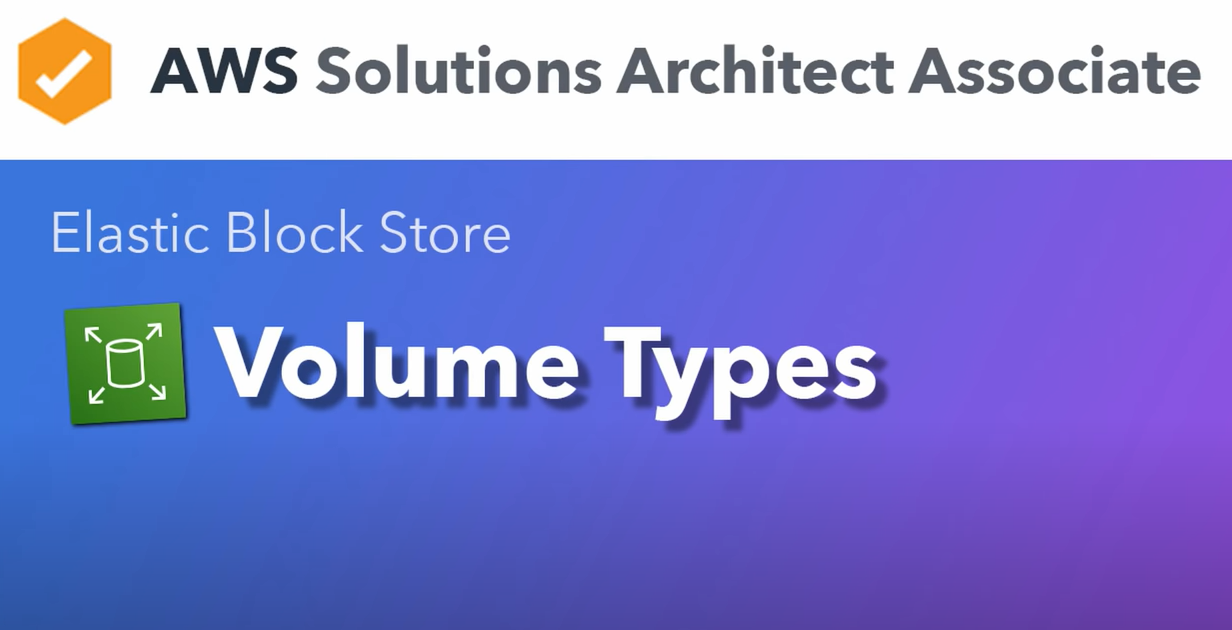 AWS Solutions Architect Associate
Elastic Block Store
Volume Types